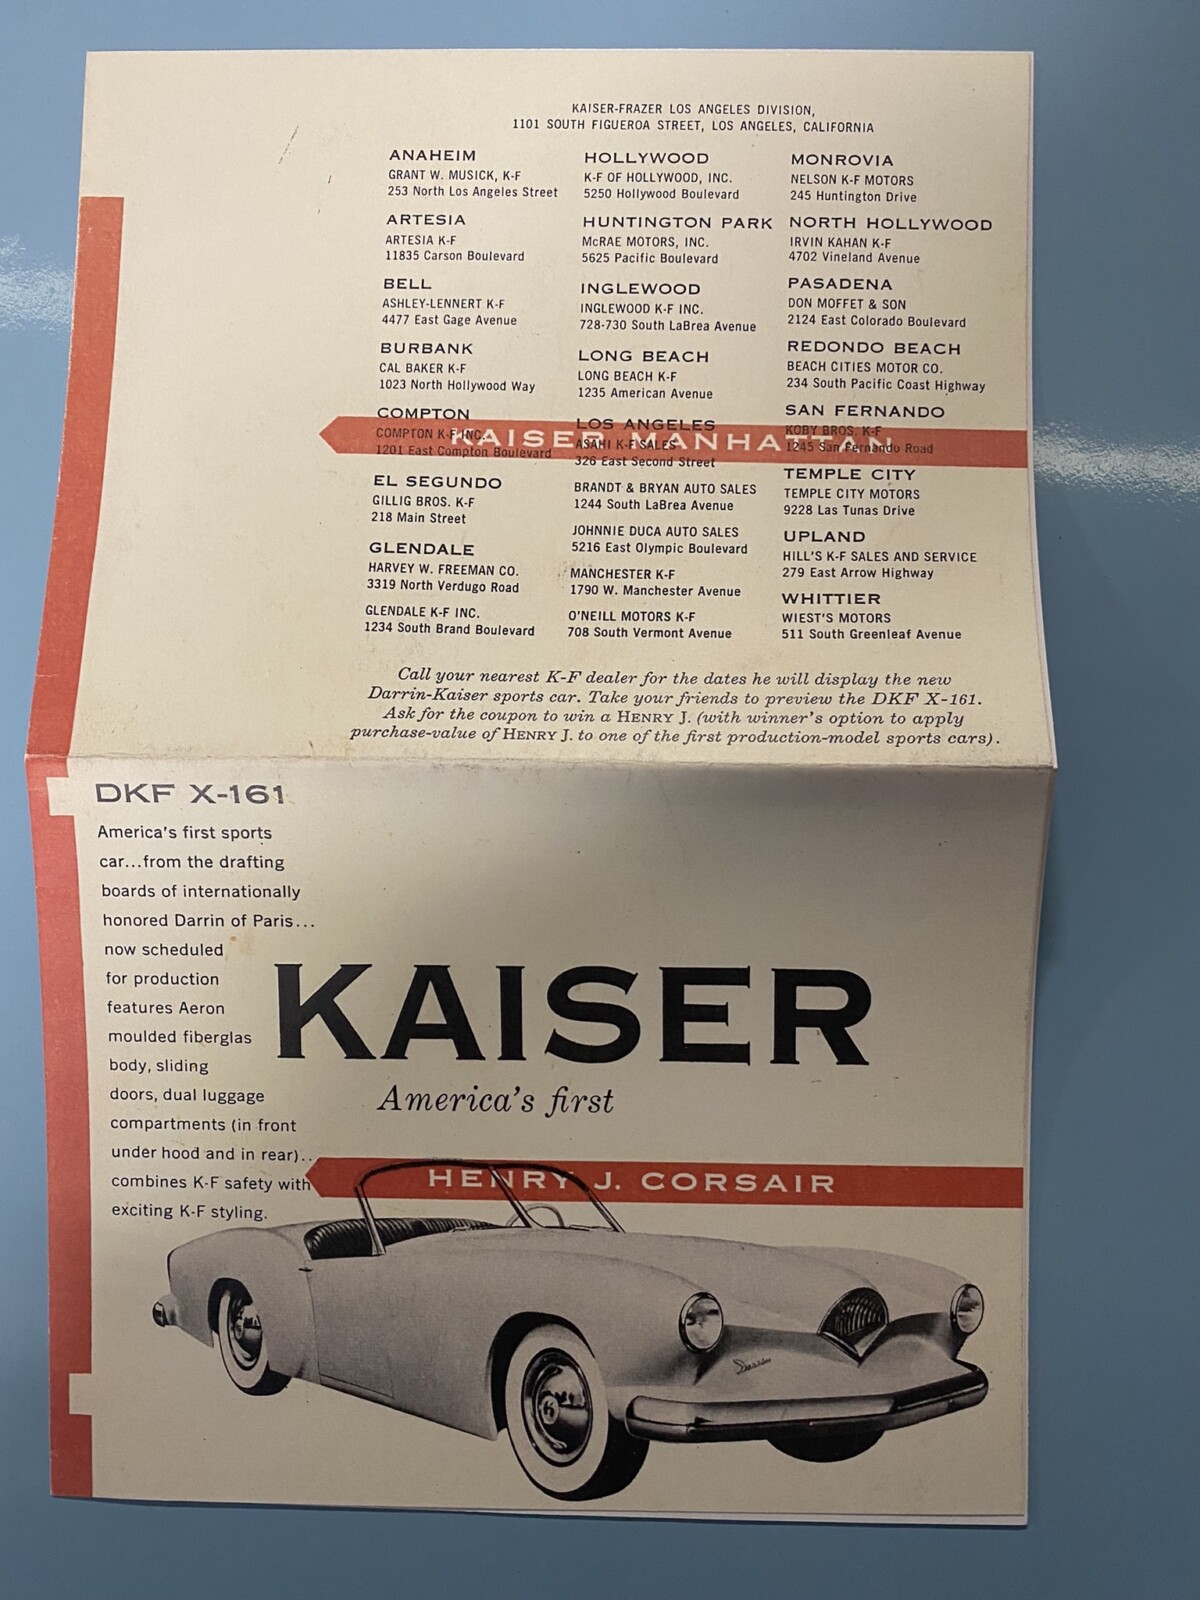 KAISER-FRAZER LOS ANGELES DIVISION,
1101 SOUTH FIGUEROA STREET, LOS ANGELES, CALIFORNIA
ANAHEIM
GRANT W. MUSICK, K-F
253 North Los Angeles Street
ARTESIA
ARTESIA K-F
11835 Carson Boulevard
BELL
ASHLEY-LENNERT K-F
4477 East Gage Avenue
BURBANK
CAL BAKER K-F
1023 North Hollywood Way
COMPTON
COMPTON K-F INC.
1201 East Compton Boulevard
EL SEGUNDO
GILLIG BROS. K-F
218 Main Street
GLENDALE
HARVEY W. FREEMAN CO.
3319 North Verdugo Road
GLENDALE K-F INC.
1234 South Brand Boulevard
HOLLYWOOD
K-F OF HOLLYWOOD, INC.
5250 Hollywood Boulevard
HUNTINGTON PARK
McRAE MOTORS, INC.
5625 Pacific Boulevard
INGLEWOOD
INGLEWOOD K-F INC.
728-730 South LaBrea Avenue
LONG BEACH
LONG BEACH K-F
1235 American Avenue
LOS ANGELES
ASAHI K-F SALES
326 East Second Street
BRANDT & BRYAN AUTO SALES
1244 South LaBrea Avenue
JOHNNIE DUCA AUTO SALES
5216 East Olympic Boulevard
MANCHESTER K-F
1790 W. Manchester Avenue
O'NEILL MOTORS K-F
708 South Vermont Avenue
MONROVIA
NELSON K-F MOTORS
245 Huntington Drive
NORTH HOLLYWOOD
IRVIN KAHAN K-F
4702 Vineland Avenue
PASADENA
DON MOFFET & SON
2124 East Colorado Boulevard
REDONDO BEACH
BEACH CITIES MOTOR CO.
234 South Pacific Coast Highway
SAN FERNANDO
KOBY BROS. K-F
1245 San Fernando Road
TEMPLE CITY
TEMPLE CITY MOTORS
9228 Las Tunas Drive
UPLAND
HILL'S K-F SALES AND SERVICE
279 East Arrow Highway
WHITTIER
WIEST'S MOTORS
511 South Greenleaf Avenue
KAISER MANHATTAN
Call your nearest K-F dealer for the dates he will display the new
Darrin-Kaiser sports car. Take your friends to preview the DKF X-161.
Ask for the coupon to win a HENRY J. (with winner's option to apply
purchase-value of HENRY J. to one of the first production-model sports cars).
DKF X-161
America's first sports
car...from the drafting
boards of internationally
honored Darrin of Paris...
now scheduled
for production
features Aeron
moulded fiberglas
body, sliding
doors, dual luggage
compartments (in front
under hood and in rear)..
combines K-F safety with
exciting K-F styling.
KAISER
America's first
HENRY J. CORSAIR
Darrin
K